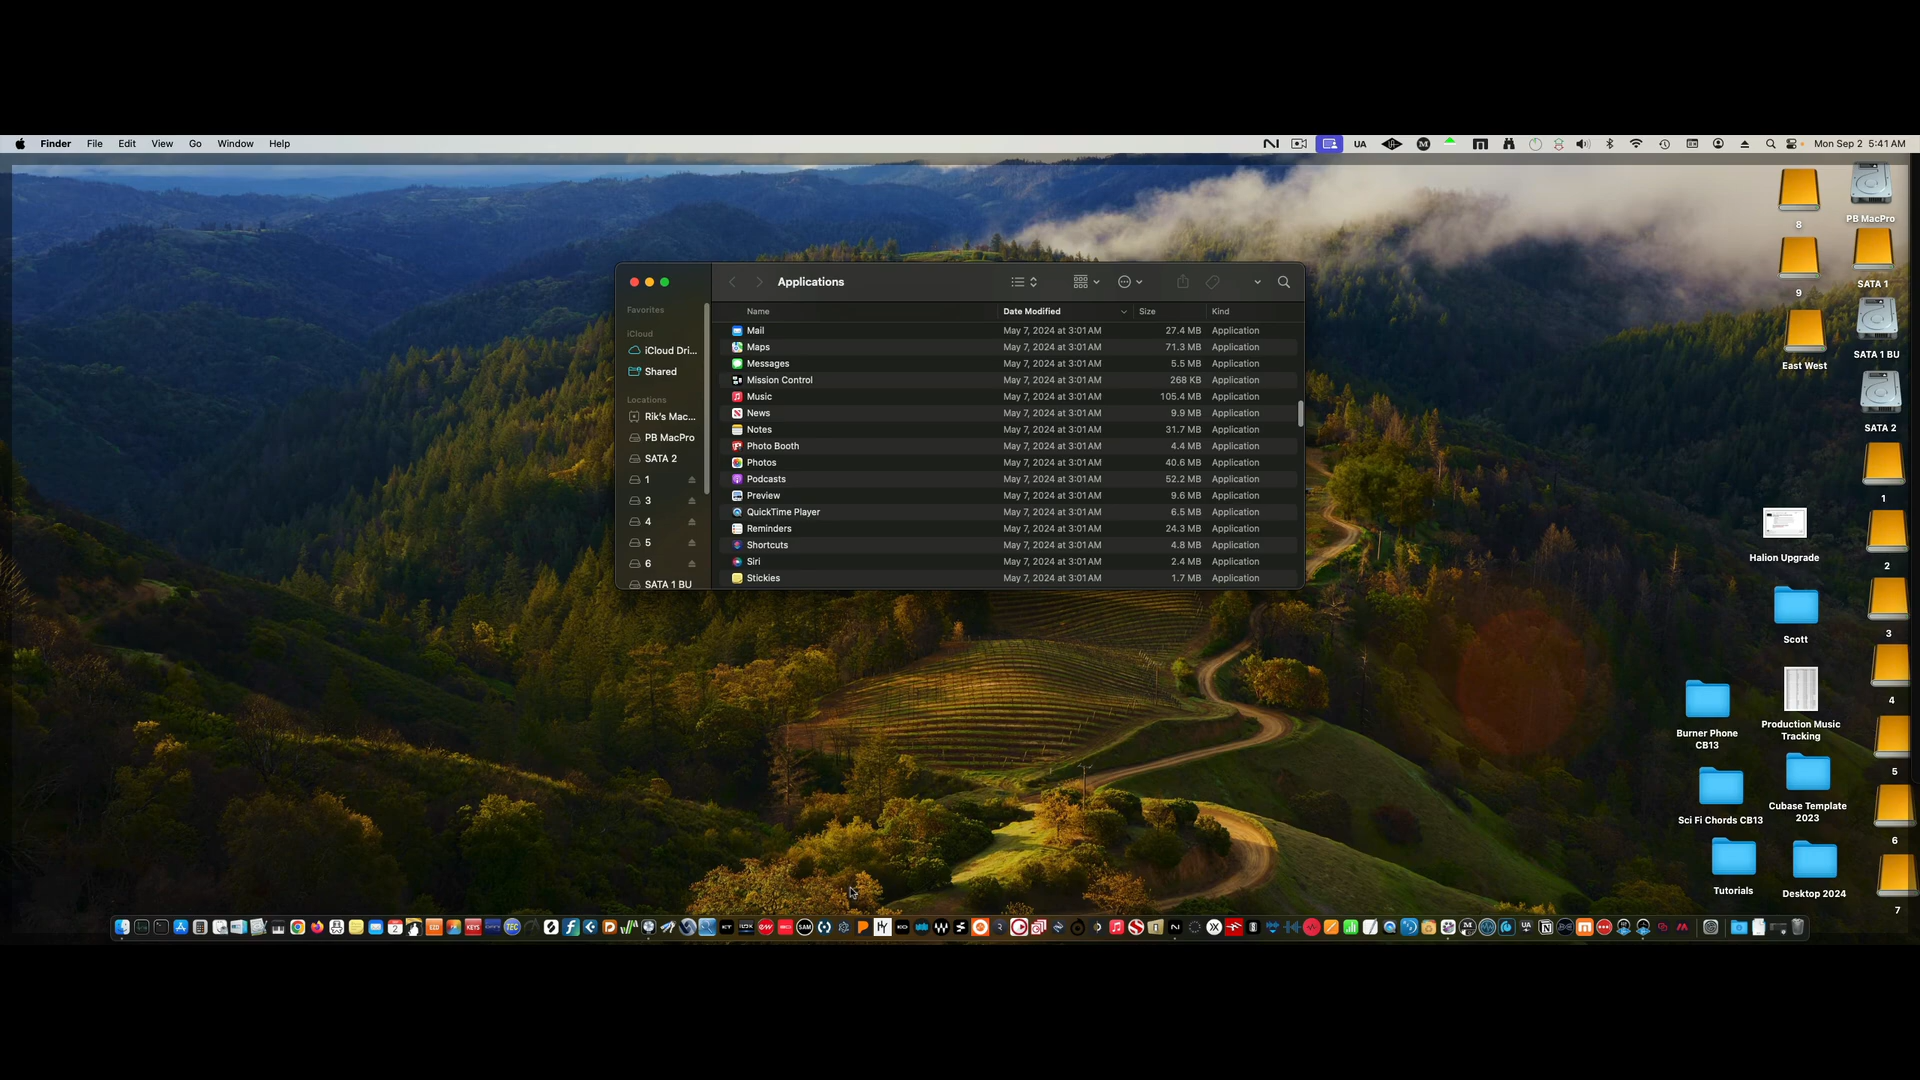 Finder File Edit View Go Window Help
UA
Mon Sep 2 5:41 AM
Applications
Favorites
iCloud
iCloud Dri...
Shared
Locations
Rik's Mac...
PB MacPro
SATA 2
1
3
4
5
6
SATA 1 BU
Name Date Modified Size Kind
Mail May 7, 2024 at 3:01 AM 27.4 MB Application
Maps May 7, 2024 at 3:01 AM 71.3 MB Application
Messages May 7, 2024 at 3:01 AM 5.5 MB Application
Mission Control May 7, 2024 at 3:01 AM 268 KB Application
Music May 7, 2024 at 3:01 AM 105.4 MB Application
News May 7, 2024 at 3:01 AM 9.9 MB Application
Notes May 7, 2024 at 3:01 AM 31.7 MB Application
Photo Booth May 7, 2024 at 3:01 AM 4.4 MB Application
Photos May 7, 2024 at 3:01 AM 40.6 MB Application
Podcasts May 7, 2024 at 3:01 AM 52.2 MB Application
Preview May 7, 2024 at 3:01 AM 9.6 MB Application
QuickTime Player May 7, 2024 at 3:01 AM 6.5 MB Application
Reminders May 7, 2024 at 3:01 AM 24.3 MB Application
Shortcuts May 7, 2024 at 3:01 AM 4.8 MB Application
Siri May 7, 2024 at 3:01 AM 2.4 MB Application
Stickies May 7, 2024 at 3:01 AM 1.7 MB Application
8
PB MacPro
9
SATA 1
East West
SATA 1 BU
SATA 2
1
Halion Upgrade
2
Scott
3
4
Burner Phone
CB13
Production Music
Tracking
5
Sci Fi Chords CB13
Cubase Template
2023
6
Tutorials
Desktop 2024
7
KEYS
TEC
SAM
UA